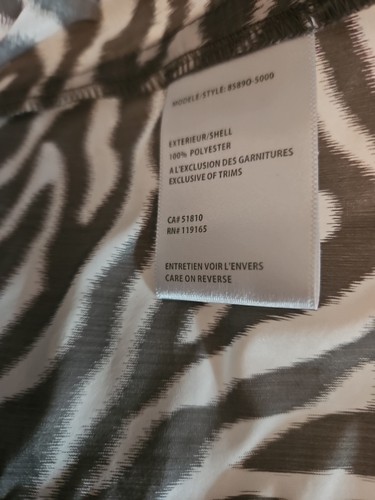 MODELE-STYLE: 8589O-5000
EXTERIEUR/SHELL
100% POLYESTER
A L'EXCLUSION DES GARNITURES
EXCLUSIVE OF TRIMS
CA# 51810
RN# 119165
ENTRETIEN VOIR L'ENVERS
CARE ON REVERSE